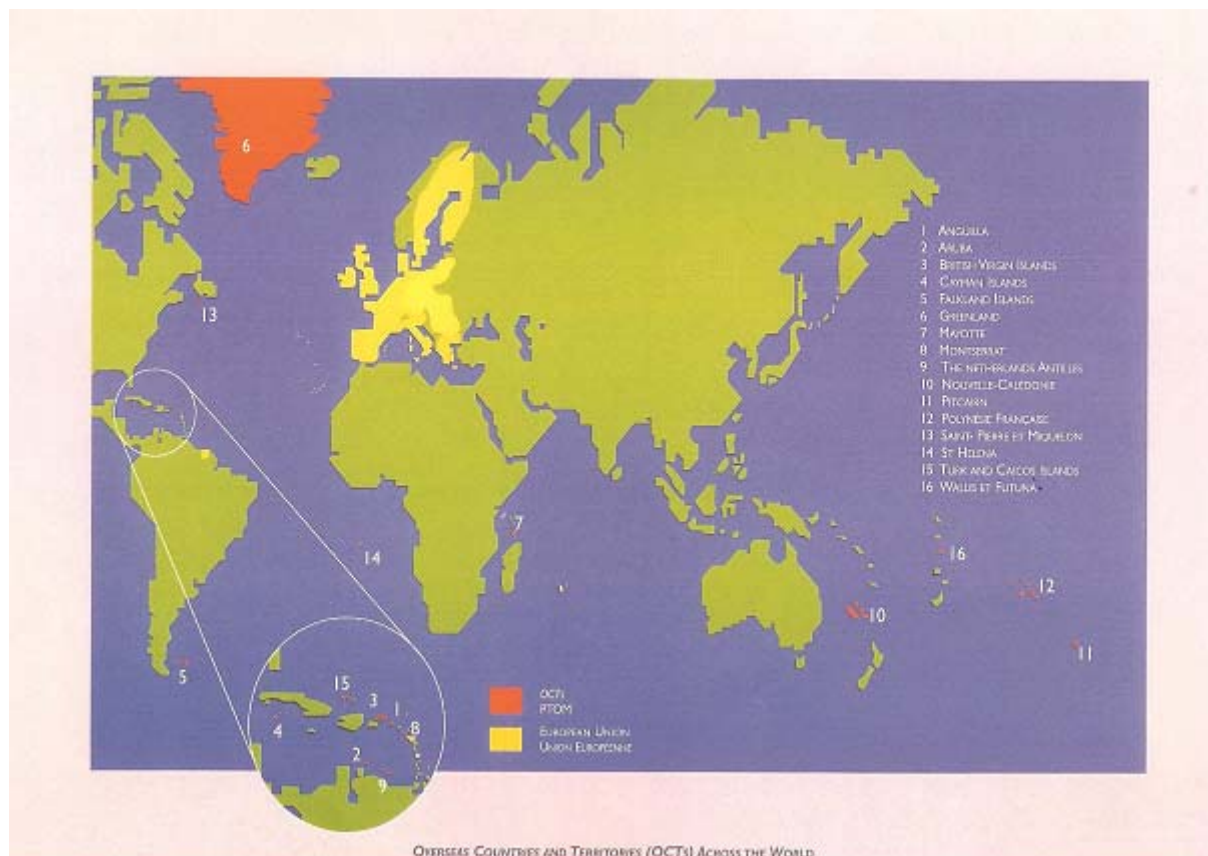 6
13
1 ANGUILLA
2 ARUBA
3 BRITISH VIRGIN ISLANDS
4 CAYMAN ISLANDS
5 FALKLAND ISLANDS
6 GREENLAND
7 MAYOTTE
8 MONTSERRAT
9 THE NETHERLANDS ANTILLES
10 NOUVELLE-CALEDONIE
11 PITCAIRN
12 POLYNESIE FRANCAISE
13 SAINT-PIERRE ET MIQUELON
14 ST HELENA
15 TURK AND CAICOS ISLANDS
16 WALLIS ET FUTUNA
7
14
16
12
10
11
5
15
3
1
4
8
2
9
OCTs
PTOM
EUROPEAN UNION
UNION EUROPÉENNE
OVERSEAS COUNTRIES AND TERRITORIES (OCTs) ACROSS THE WORLD